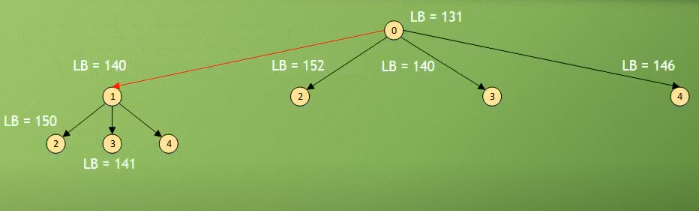 LB = 131
0
LB = 140
LB = 152
LB = 140
LB = 146
1
2
3
4
LB = 150
2
3
4
LB = 141